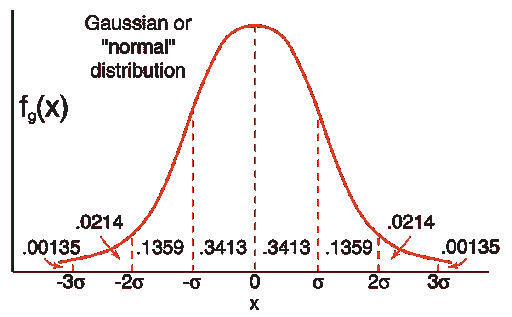 Gaussian or
"normal"
distribution
fg(x)
.0214 .0214
.00135 .1359 .3413 .3413 .1359 .00135
-3σ -2σ -σ 0 σ 2σ 3σ
x